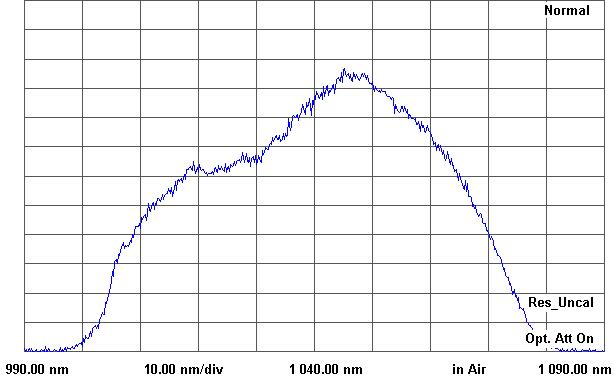 Normal
Res_Uncal
Opt. Att On
990.00 nm 10.00 nm/div 1 040.00 nm in Air 1 090.00 nm